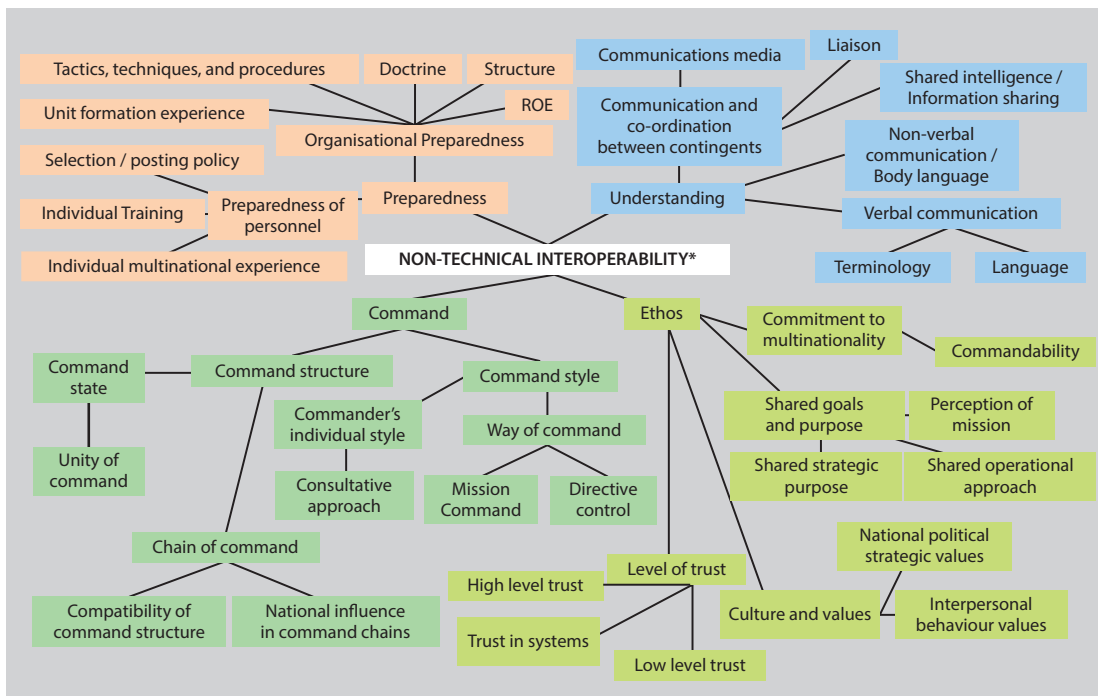 Tactics, techniques, and procedures
Doctrine
Structure
Unit formation experience
ROE
Organisational Preparedness
Selection / posting policy
Individual Training
Preparedness of
personnel
Preparedness
Individual multinational experience
Communications media
Liaison
Shared intelligence /
Information sharing
Communication and
co-ordination
between contingents
Non-verbal
communication /
Body language
Understanding
Verbal communication
Terminology
Language
NON-TECHNICAL INTEROPERABILITY*
Command
Command
state
Command structure
Command style
Unity of
command
Commander's
individual style
Way of command
Consultative
approach
Mission
Command
Directive
control
Chain of command
Compatibility of
command structure
National influence
in command chains
Ethos
Commitment to
multinationality
Commandability
Shared goals
and purpose
Perception of
mission
Shared strategic
purpose
Shared operational
approach
Level of trust
High level trust
Trust in systems
Low level trust
Culture and values
National political
strategic values
Interpersonal
behaviour values